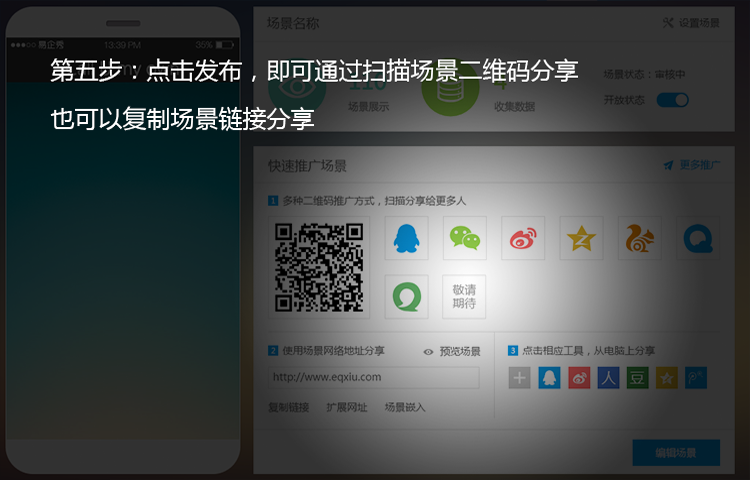 ●●●○○ 易企秀 13:39 PM 35%
第五步：点击发布，即可通过扫描场景二维码分享
也可以复制场景链接分享
场景名称
设置场景
110
场景展示
4
收集数据
场景状态：审核中
开放状态
快速推广场景
更多推广
1 多种二维码推广方式，扫描分享给更多人
敬请
期待
2 使用场景网络地址分享
预览场景
http://www.eqxiu.com
复制链接 扩展网址 场景嵌入
3 点击相应工具，从电脑上分享
人 豆
编辑场景